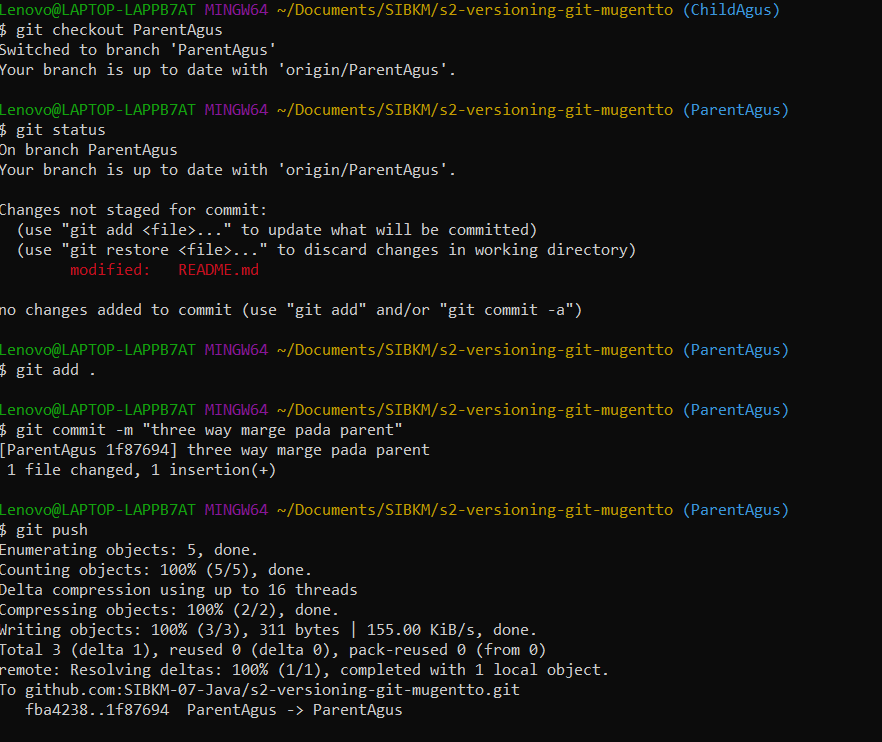 Lenovo@LAPTOP-LAPPB7AT MINGW64 ~/Documents/SIBKM/s2-versioning-git-mugentto (ChildAgus)
$ git checkout ParentAgus
Switched to branch 'ParentAgus'
Your branch is up to date with 'origin/ParentAgus'.
Lenovo@LAPTOP-LAPPB7AT MINGW64 ~/Documents/SIBKM/s2-versioning-git-mugentto (ParentAgus)
$ git status
On branch ParentAgus
Your branch is up to date with 'origin/ParentAgus'.
Changes not staged for commit:
(use "git add <file>..." to update what will be committed)
(use "git restore <file>..." to discard changes in working directory)
modified:   README.md
no changes added to commit (use "git add" and/or "git commit -a")
Lenovo@LAPTOP-LAPPB7AT MINGW64 ~/Documents/SIBKM/s2-versioning-git-mugentto (ParentAgus)
$ git add .
Lenovo@LAPTOP-LAPPB7AT MINGW64 ~/Documents/SIBKM/s2-versioning-git-mugentto (ParentAgus)
$ git commit -m "three way marge pada parent"
[ParentAgus 1f87694] three way marge pada parent
1 file changed, 1 insertion(+)
Lenovo@LAPTOP-LAPPB7AT MINGW64 ~/Documents/SIBKM/s2-versioning-git-mugentto (ParentAgus)
$ git push
Enumerating objects: 5, done.
Counting objects: 100% (5/5), done.
Delta compression using up to 16 threads
Compressing objects: 100% (2/2), done.
Writing objects: 100% (3/3), 311 bytes | 155.00 KiB/s, done.
Total 3 (delta 1), reused 0 (delta 0), pack-reused 0 (from 0)
remote: Resolving deltas: 100% (1/1), completed with 1 local object.
To github.com:SIBKM-07-Java/s2-versioning-git-mugentto.git
fba4238..1f87694  ParentAgus -> ParentAgus